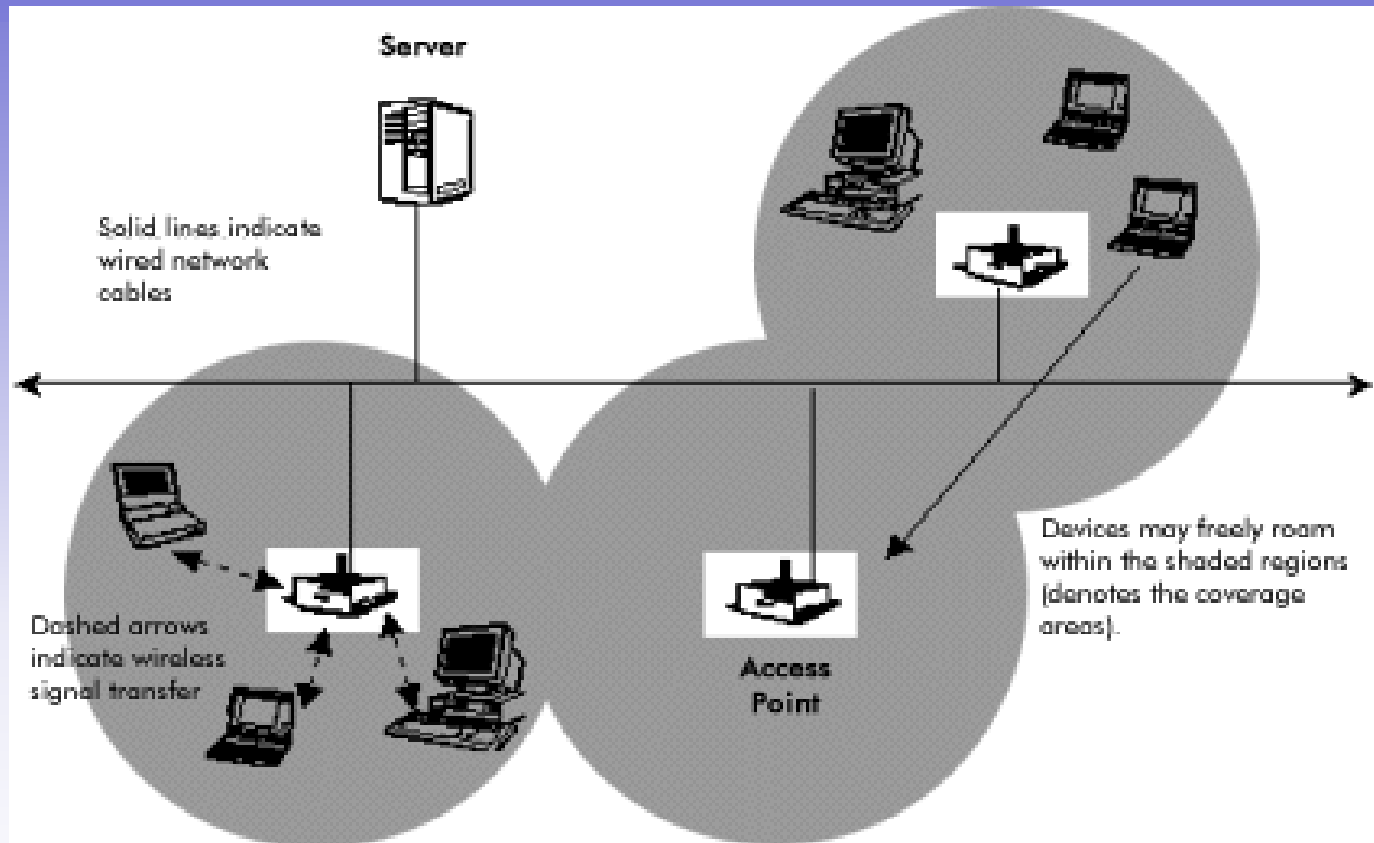 Server
Solid lines indicate
wired network
cables
Devices may freely roam
within the shaded regions
(denotes the coverage
areas).
Dashed arrows
indicate wireless
signal transfer
Access
Point